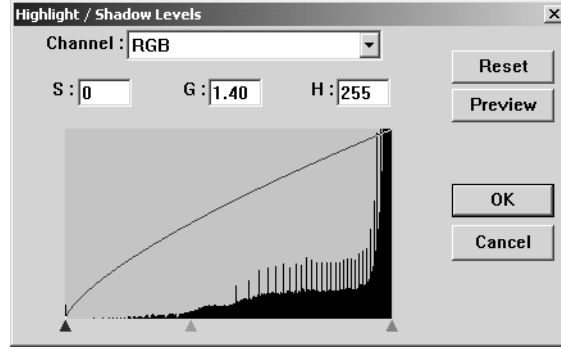 Highlight / Shadow Levels
Channel : RGB
Reset
S : 0 G : 1.40 H : 255
Preview
OK
Cancel